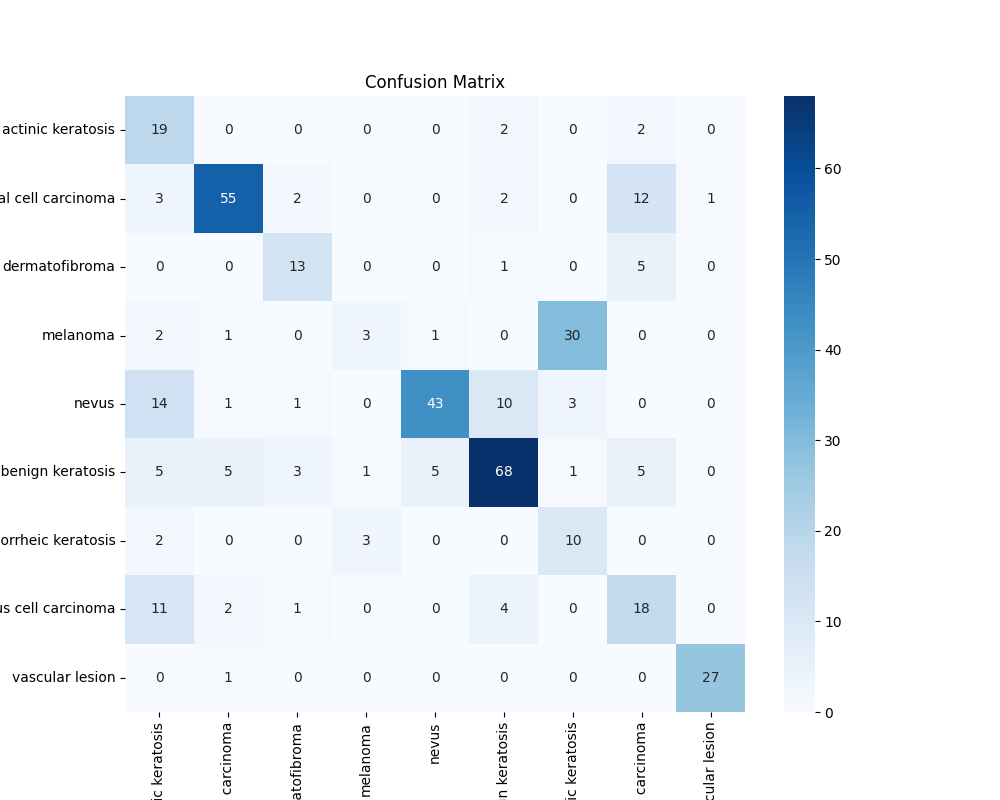 Confusion Matrix
actinic keratosis 19 0 0 0 0 2 0 2 0
al cell carcinoma 3 55 2 0 0 2 0 12 1
dermatofibroma 0 0 13 0 0 1 0 5 0
melanoma 2 1 0 3 1 0 30 0 0
nevus 14 1 1 0 43 10 3 0 0
benign keratosis 5 5 3 1 5 68 1 5 0
orrheic keratosis 2 0 0 3 0 0 10 0 0
us cell carcinoma 11 2 1 0 0 4 0 18 0
vascular lesion 0 1 0 0 0 0 0 0 27
ic keratosis
carcinoma
atofibroma
melanoma
nevus
n keratosis
ic keratosis
carcinoma
cular lesion
60
50
40
30
20
10
0